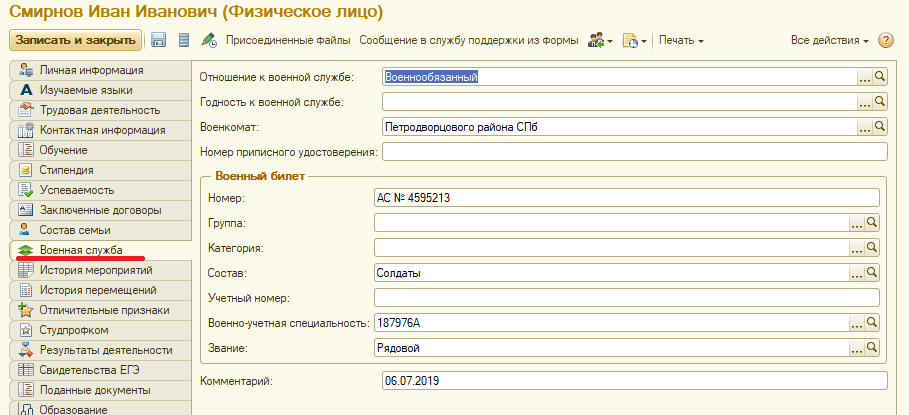 Смирнов Иван Иванович (Физическое лицо)
Записать и закрыть Присоединенные файлы Сообщение в службу поддержки из формы Печать Все действия ?
Личная информация
Изучаемые языки
Трудовая деятельность
Контактная информация
Обучение
Стипендия
Успеваемость
Заключенные договоры
Состав семьи
Военная служба
История мероприятий
История перемещений
Отличительные признаки
Студпрофком
Результаты деятельности
Свидетельства ЕГЭ
Поданные документы
Образование
Отношение к военной службе: Военнообязанный ...
Годность к военной службе: ...
Военкомат: Петродворцового района СПб ...
Номер приписного удостоверения:
Военный билет
Номер: АС № 4595213
Группа: ...
Категория: ...
Состав: Солдаты ...
Учетный номер:
Военно-учетная специальность: 187976А ...
Звание: Рядовой ...
Комментарий: 06.07.2019